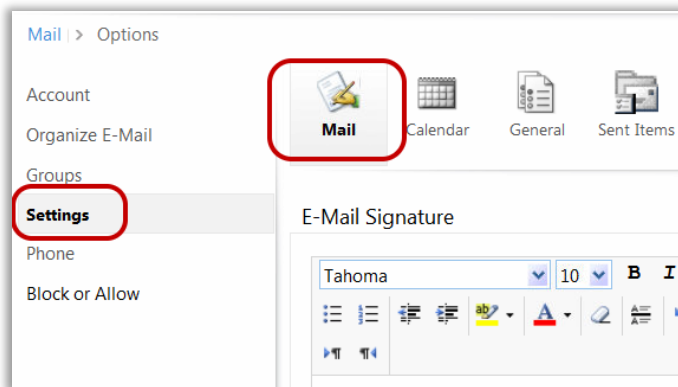 Mail > Options
Account
Organize E-Mail
Groups
Settings
Phone
Block or Allow
Mail
Calendar
General
Sent Items
E-Mail Signature
Tahoma
10
B
I